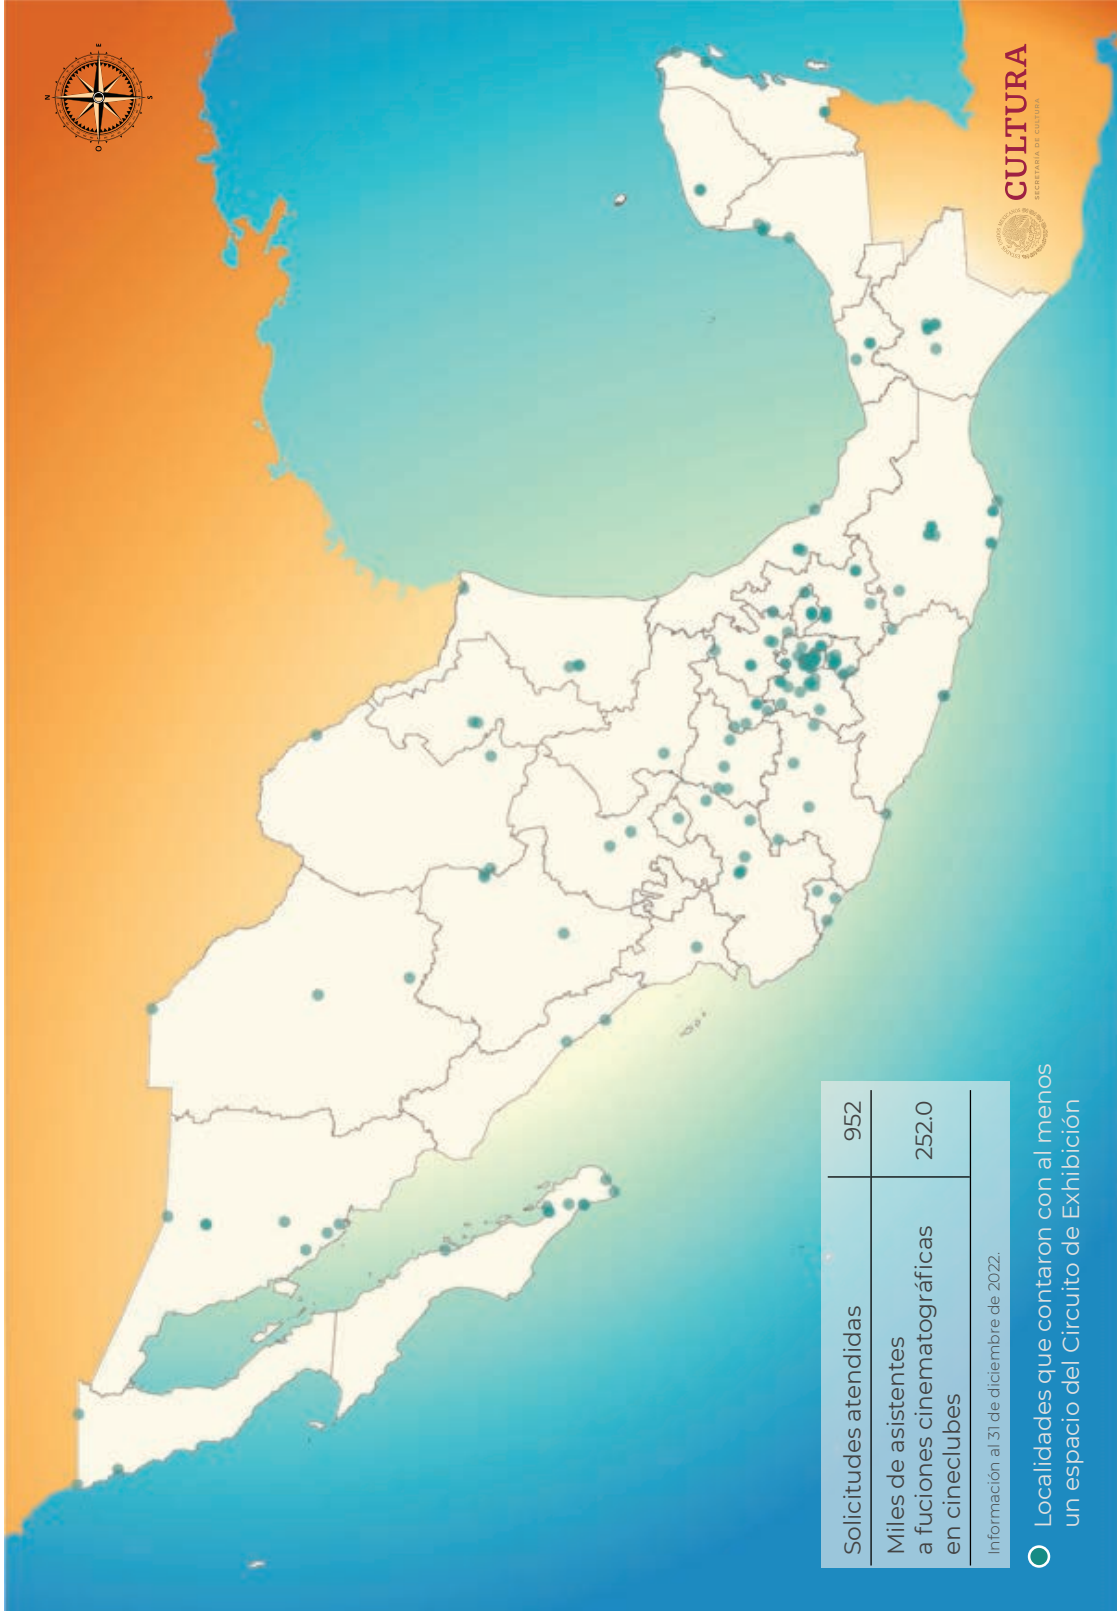 N
E
S
O
CULTURA
SECRETARÍA DE CULTURA
Solicitudes atendidas 952
Miles de asistentes
a fuciones cinematográficas 252.0
en cineclubes
Información al 31 de diciembre de 2022.
Localidades que contaron con al menos
un espacio del Circuito de Exhibición